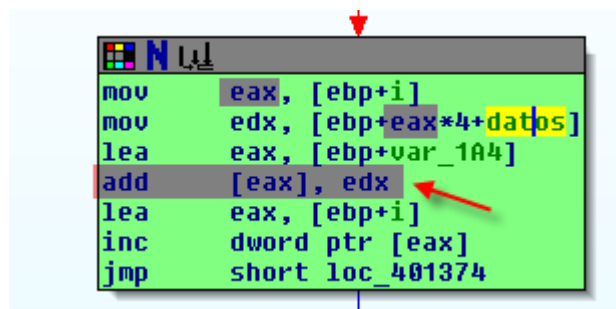 N
mov eax, [ebp+i]
mov edx, [ebp+eax*4+datos]
lea eax, [ebp+var_1A4]
add [eax], edx
lea eax, [ebp+i]
inc dword ptr [eax]
jmp short loc_401374